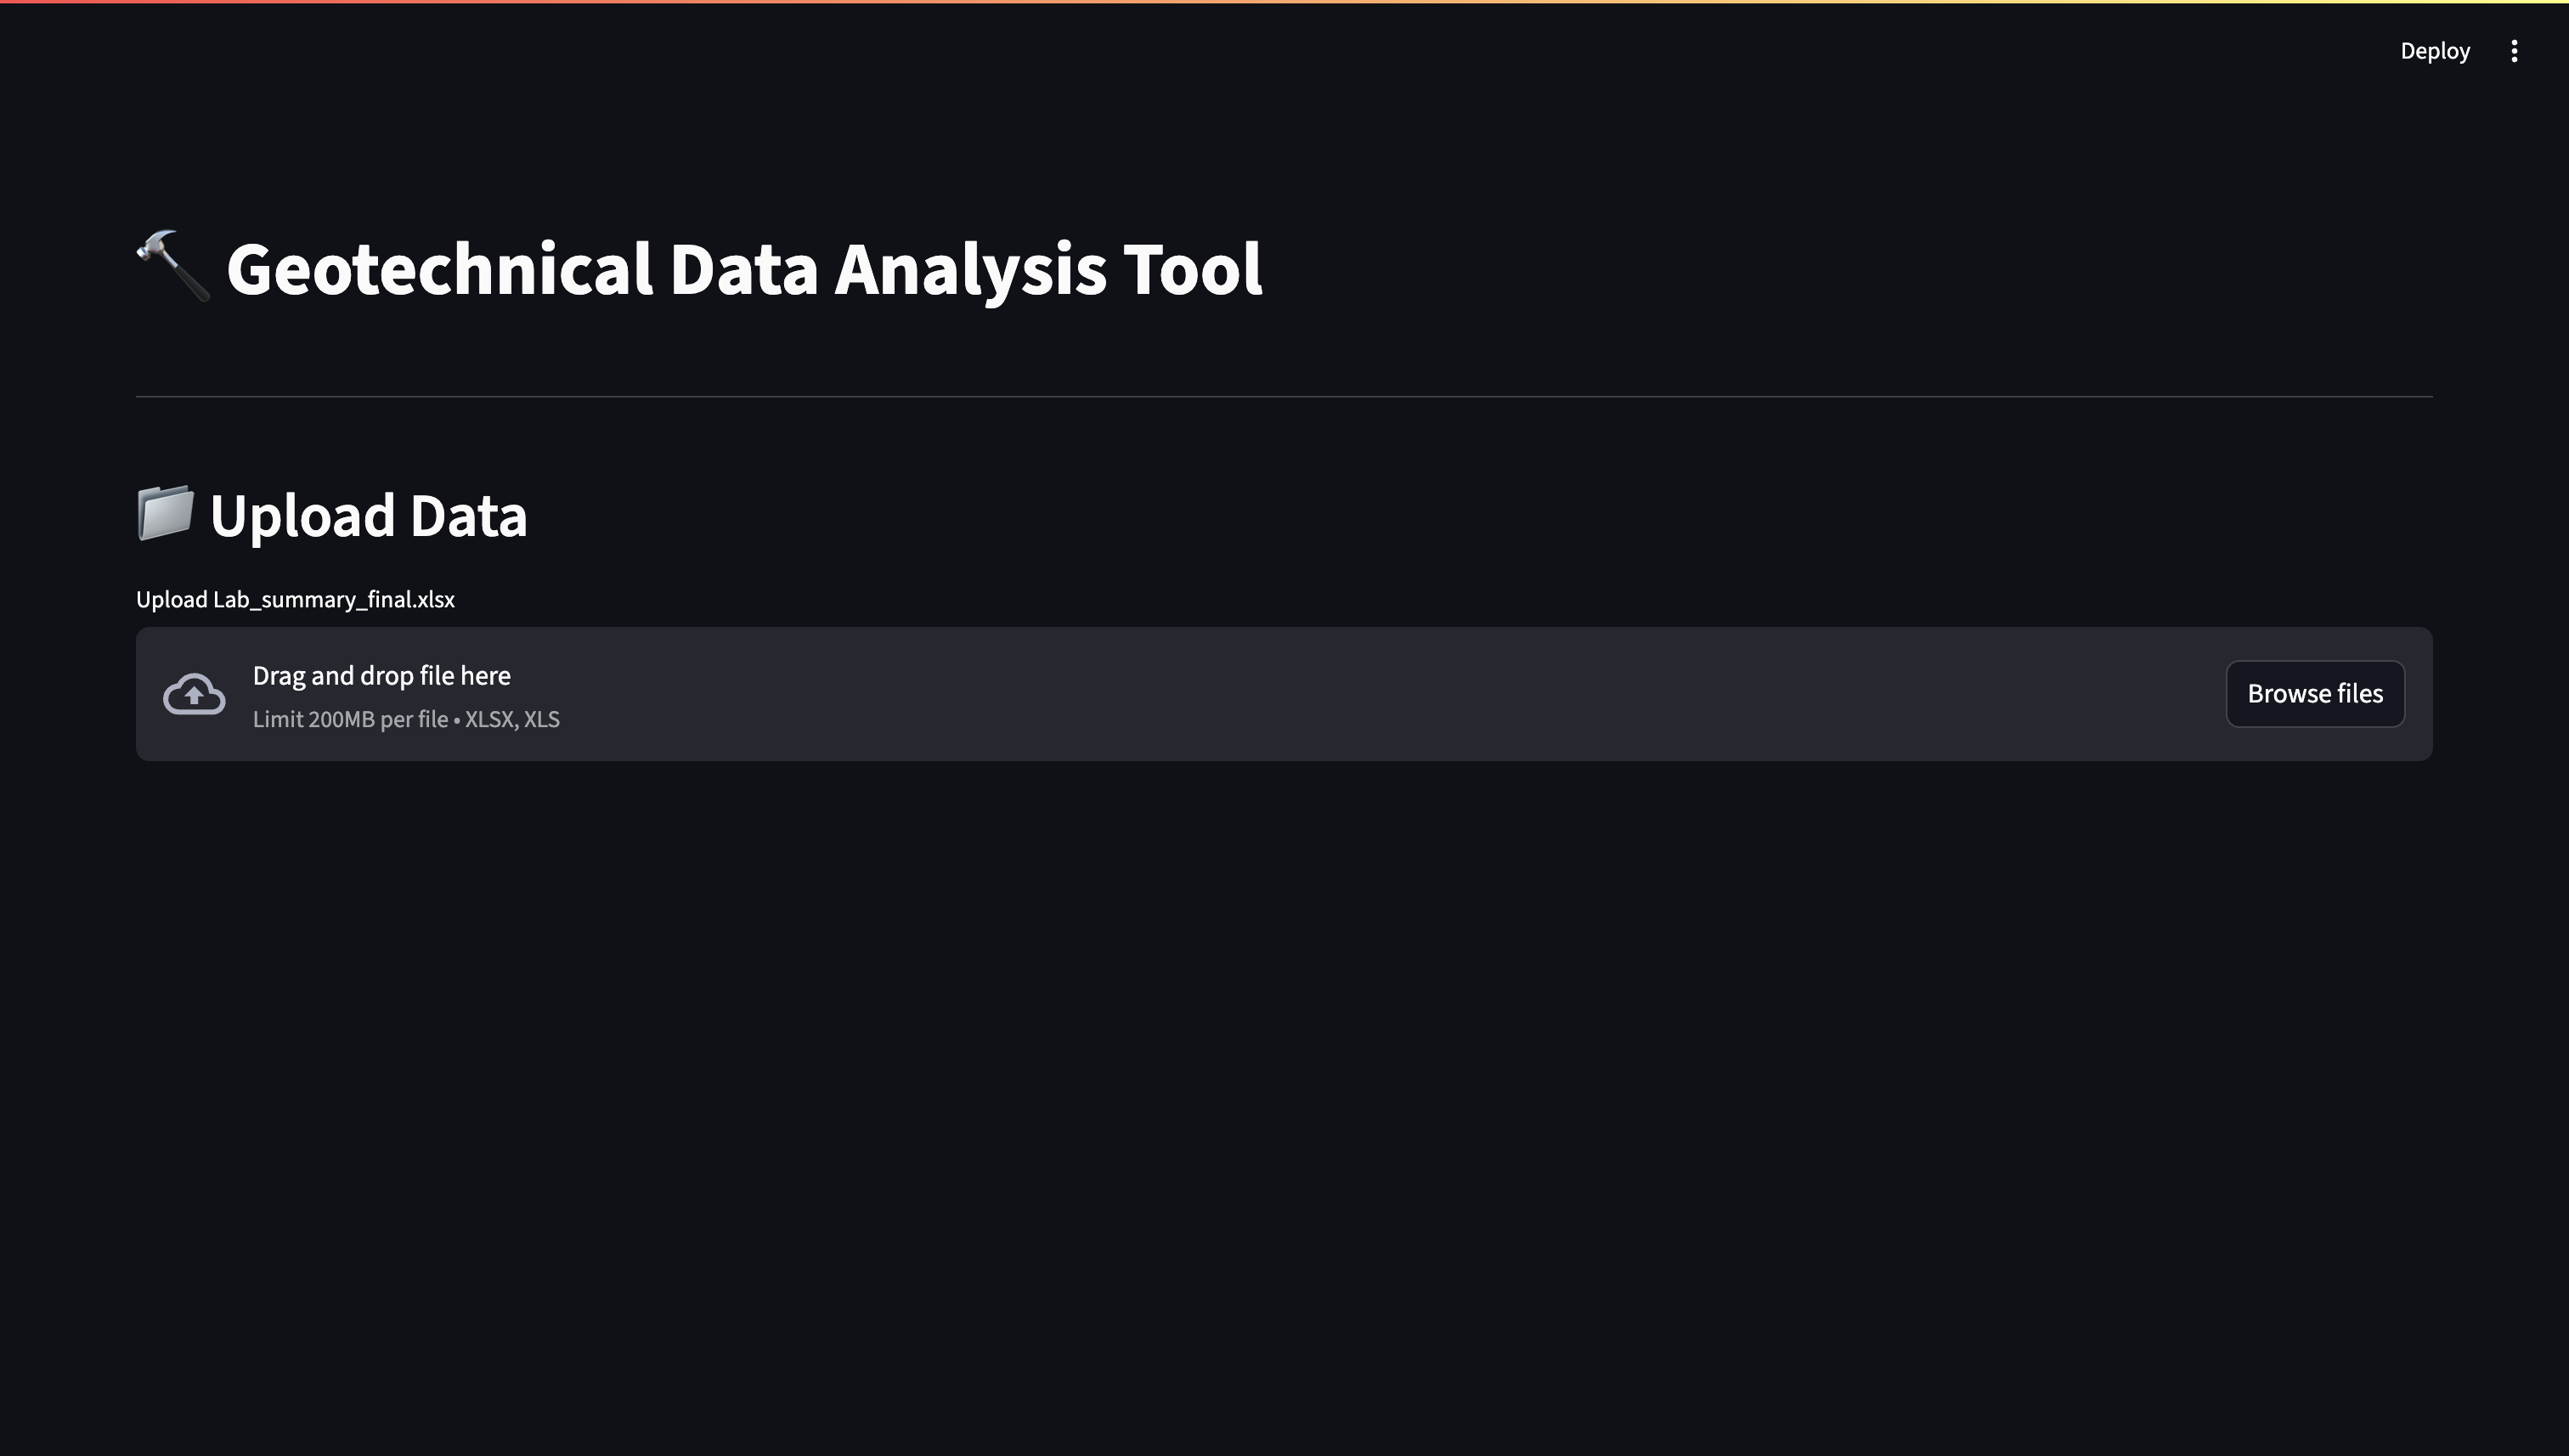 Deploy
Geotechnical Data Analysis Tool
Upload Data
Upload Lab_summary_final.xlsx
Drag and drop file here
Limit 200MB per file • XLSX, XLS
Browse files